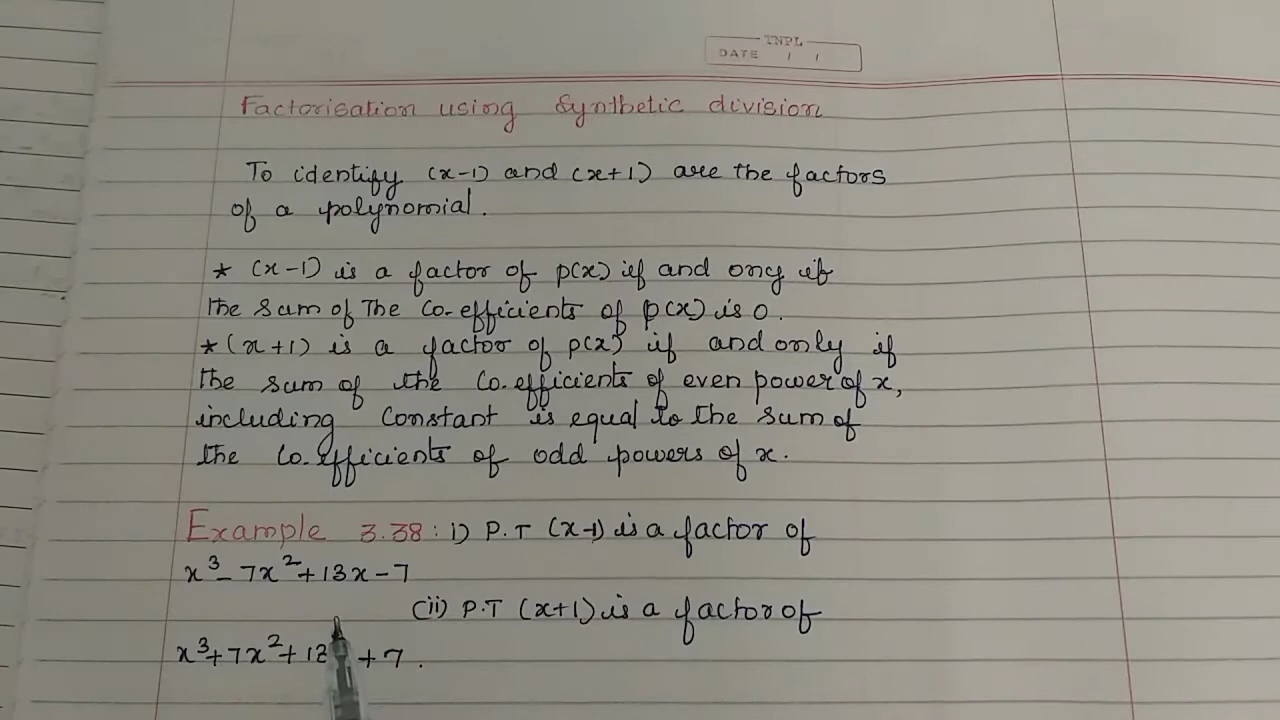 TNPL
DATE / /
Factorisation using Synthetic division
To identify (x-1) and (x+1) are the factors
of a polynomial.
* (x-1) is a factor of p(x) if and ony if
the sum of The Co-efficients of p(x) is 0.
* (x+1) is a factor of p(x) if and only if
the sum of the Co.efficients of even power of x,
including Constant is equal to the sum of
the Co.efficients of odd powers of x.
Example 3.38: i) P.T (x-1) is a factor of
x³-7x²+13x-7
(ii) P.T (x+1) is a factor of
x³+7x²+13 +7.